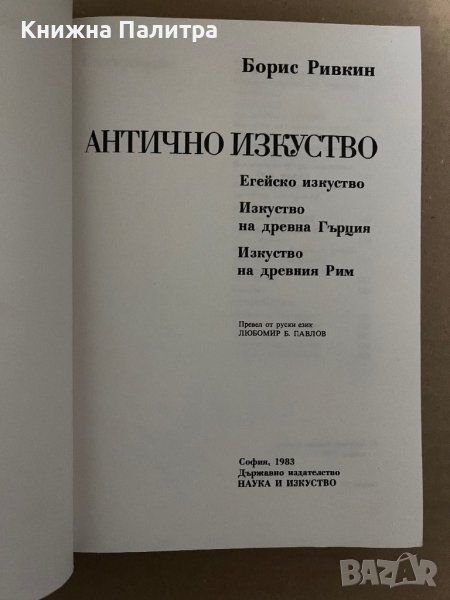 Книжна Палитра
Борис Ривкин
АНТИЧНО ИЗКУСТВО
Егейско изкуство
Изкуство
на древна Гърция
Изкуство
на древния Рим
Превел от руски език
ЛЮБОМИР Б. ПАВЛОВ
София, 1983
Държавно издателство
НАУКА И ИЗКУСТВО
BAZAR